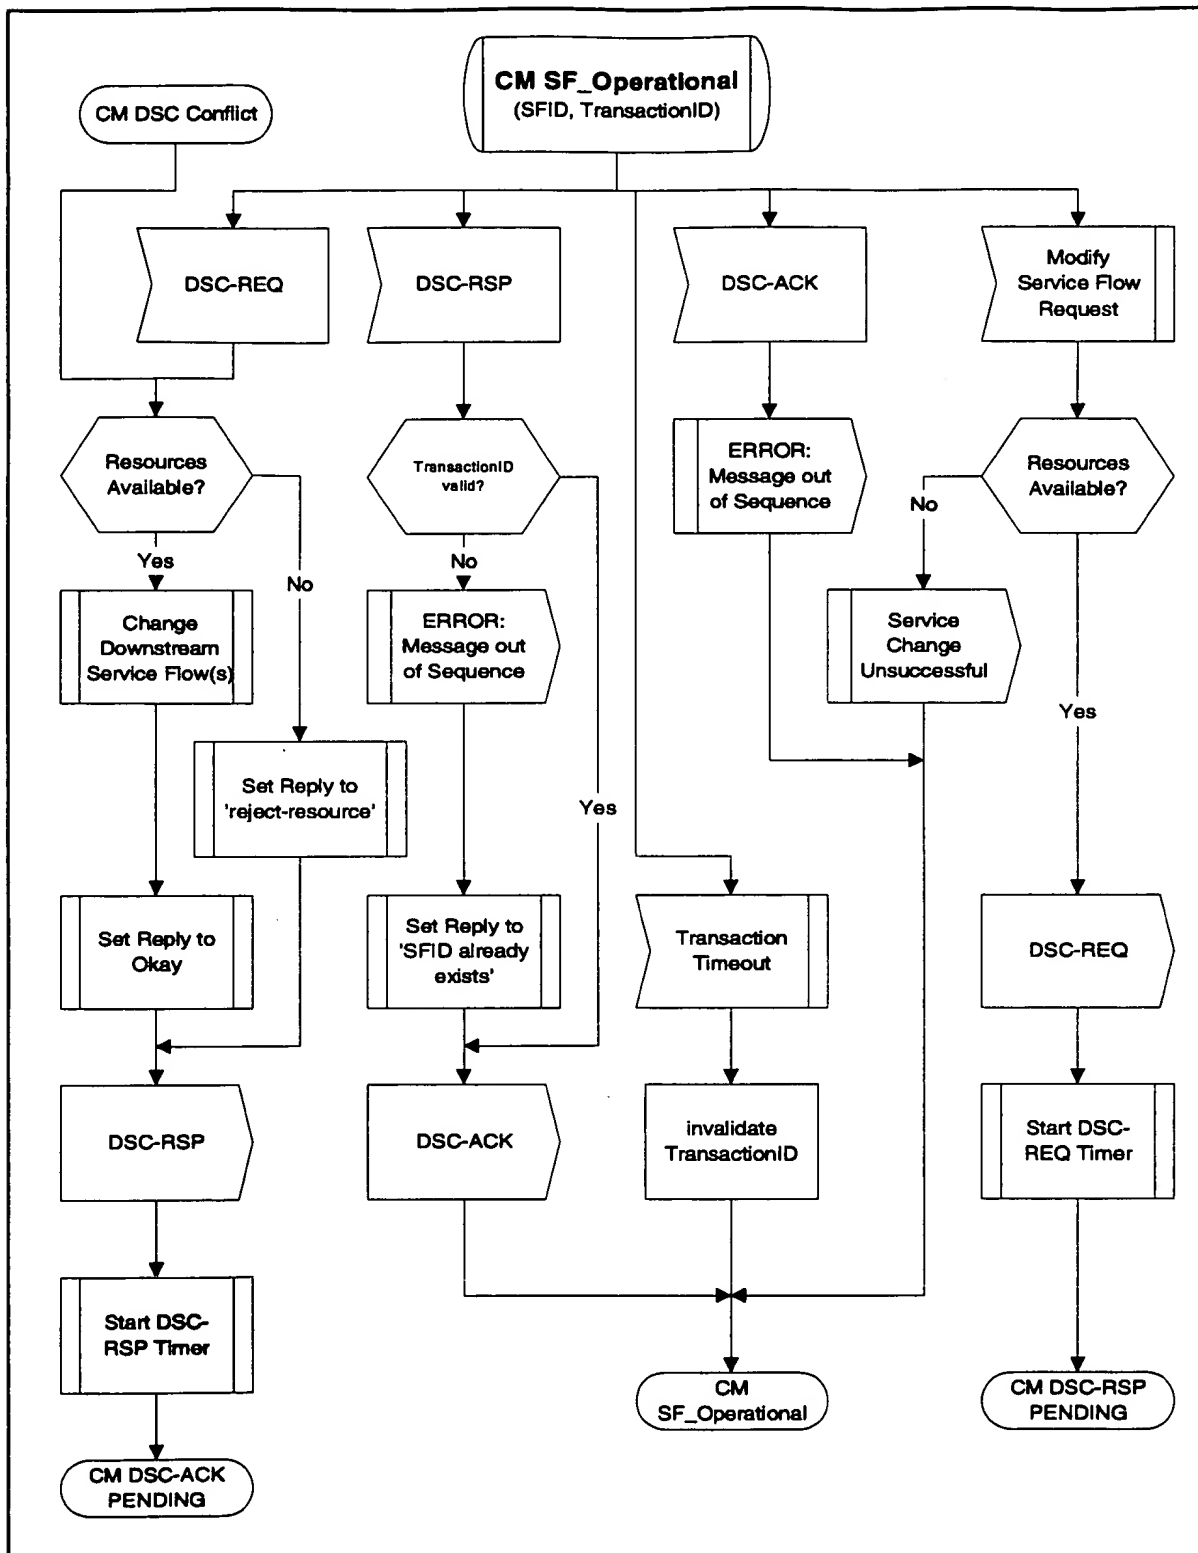 CM SF_Operational
(SFID, TransactionID)
CM DSC Conflict
DSC-REQ
DSC-RSP
DSC-ACK
Modify
Service Flow
Request
Resources
Available?
TransactionID
valid?
ERROR:
Message out
of Sequence
Resources
Available?
No
Yes
No
No
Change
Downstream
Service Flow(s)
ERROR:
Message out
of Sequence
Service
Change
Unsuccessful
Yes
Set Reply to
'reject-resource'
Yes
Set Reply to
Okay
Set Reply to
'SFID already
exists'
Transaction
Timeout
DSC-REQ
DSC-RSP
DSC-ACK
invalidate
TransactionID
Start DSC-
REQ Timer
Start DSC-
RSP Timer
CM
SF_Operational
CM DSC-RSP
PENDING
CM DSC-ACK
PENDING